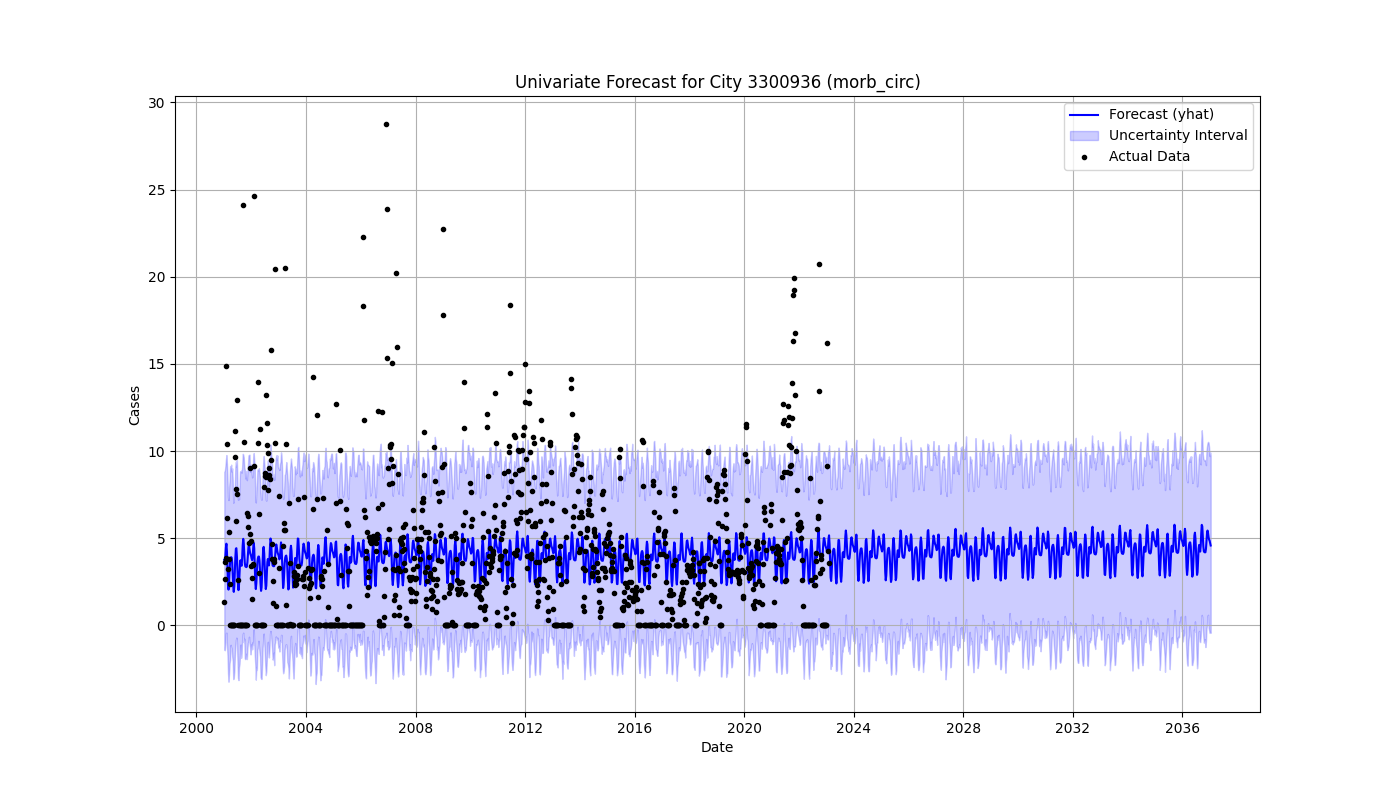 Univariate Forecast for City 3300936 (morb_circ)
Forecast (yhat)
Uncertainty Interval
Actual Data
30
25
20
15
10
5
0
Cases
2000 2004 2008 2012 2016 2020 2024 2028 2032 2036
Date